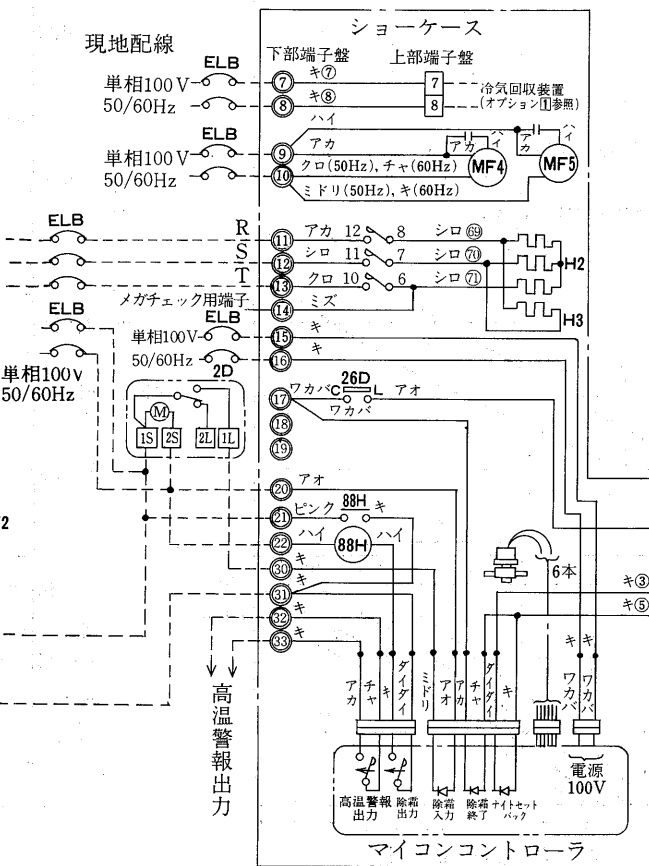 ショーケース
現地配線
下部端子盤
上部端子盤
ELB
単相100V
50/60Hz
⑦
キ⑦
7
⑧
キ⑧
8
冷気回収装置
(オプション1参照)
ELB
単相100V
50/60Hz
ハイ
⑨
アカ
⑩
クロ(50Hz),チャ(60Hz)
ミドリ(50Hz),キ(60Hz)
アカ
ハイ
MF4
アカ
ハイ
MF5
ELB
R
S
T
⑪
アカ 12 8 シロ㊾
⑫
シロ 11 7 シロ⑦⓪
⑬
クロ 10 6 シロ⑦①
H2
H3
メガチェック用端子
⑭
ミズ
ELB
単相100V
50/60Hz
ELB
単相100V
50/60Hz
⑮
キ
⑯
キ
2D
M
1S 2S 2L 1L
⑰
ワカバ
C 26D L
アオ
ワカバ
⑱
⑲
⑳
アオ
㉑
ピンク 88H キ
㉒
ハイ 88H ハイ
㉚
キ
㉛
キ
㉜
キ
㉝
キ
2
6本
キ③
キ⑤
高温警報出力
アカ
チャ
キ
ダイダイ
ミドリ
アオ
アカ
チャ
ダイダイ
キ
キ
キ
ワカバ
ワカバ
高温警報
出力
除霜
出力
除霜
入力
除霜
終了
ナイトセット
バック
電源
100V
マイコンコントローラ